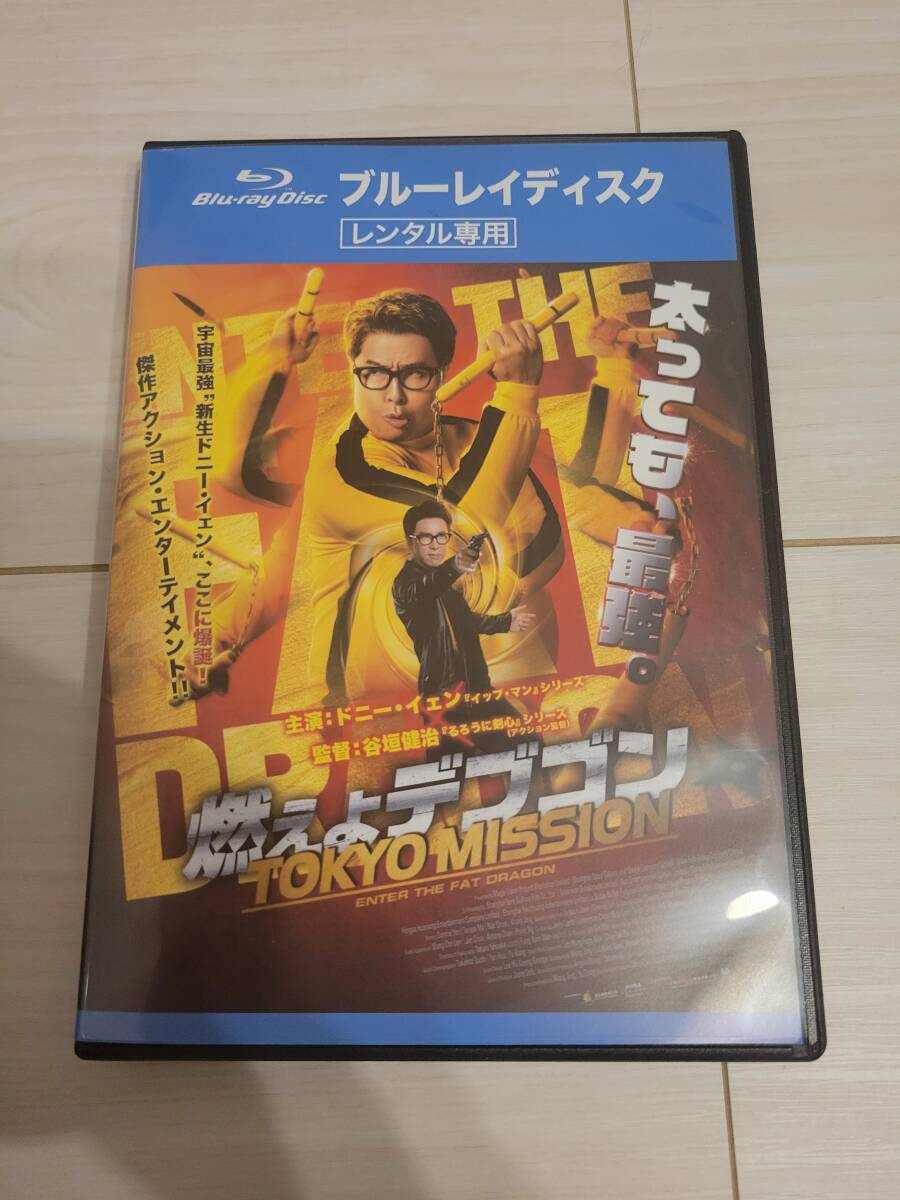 Blu-ray Disc
ブルーレイディスク
レンタル専用
ENTER THE
FAT
DRAGON
太っても、最強。
宇宙最強"新生ドニー・イェン"、ここに爆誕!
傑作アクション・エンターテイメント!!
主演:ドニー・イェン『イップ・マン』シリーズ
監督:谷垣健治『るろうに剣心』シリーズ
(アクション監督)
燃えよデブゴン
TOKYO MISSION
ENTER THE FAT DRAGON